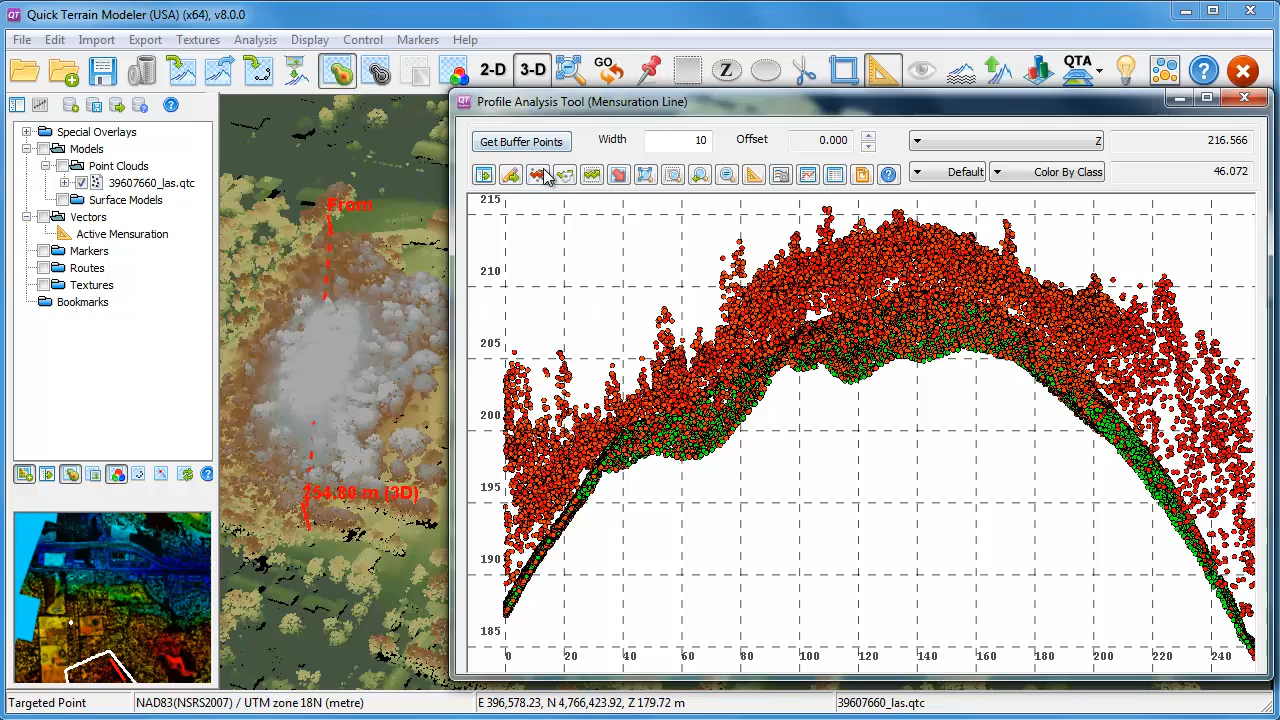 QT Quick Terrain Modeler (USA) (x64), v8.0.0
File Edit Import Export Textures Analysis Display Control Markers Help
2-D 3-D GO Z QTA
QT Profile Analysis Tool (Mensuration Line)
Get Buffer Points Width 10 Offset 0.000 Z 216.566
Default Color By Class 46.072
Special Overlays
Models
Point Clouds
39607660_las.qtc
Surface Models
Vectors
Active Mensuration
Markers
Routes
Textures
Bookmarks
From
254.80 m (3D)
215
210
205
200
195
190
185
0 20 40 60 80 100 120 140 160 180 200 220 240
Targeted Point NAD83(NSRS2007) / UTM zone 18N (metre) E 396,578.23, N 4,766,423.92, Z 179.72 m 39607660_las.qtc